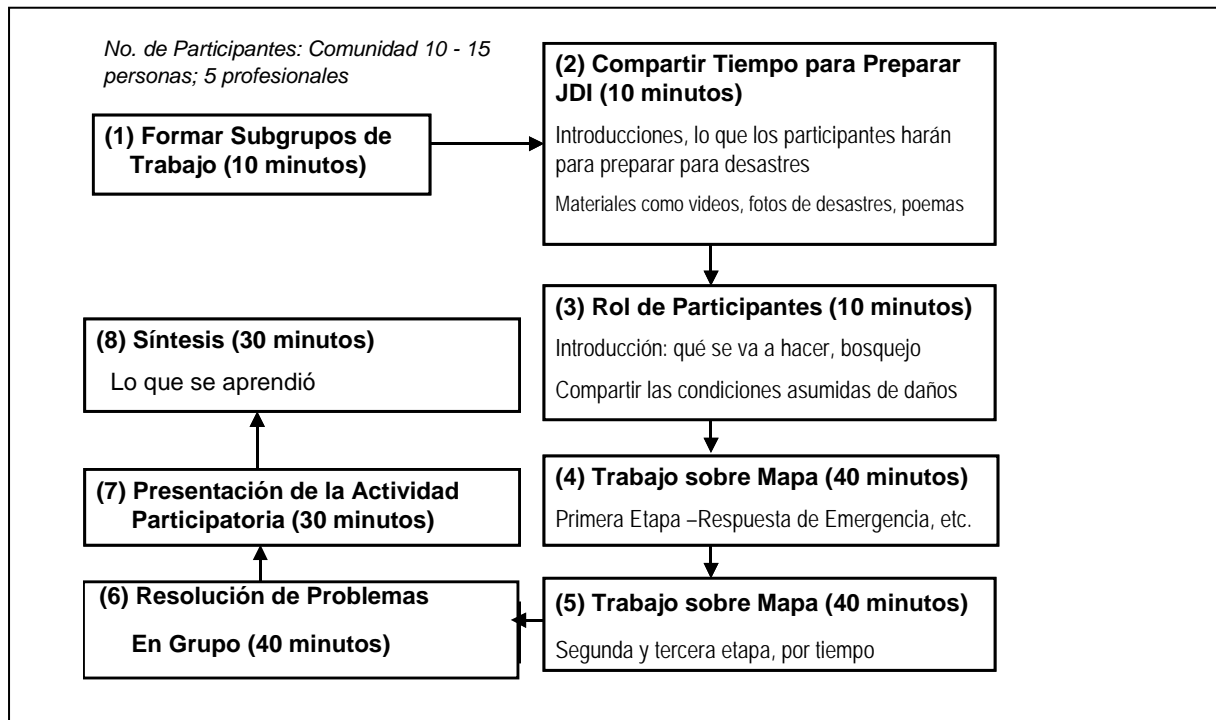 No. de Participantes: Comunidad 10 - 15
personas; 5 profesionales
(1) Formar Subgrupos de
Trabajo (10 minutos)
(2) Compartir Tiempo para Preparar
JDI (10 minutos)
Introducciones, lo que los participantes harán
para preparar para desastres
Materiales como videos, fotos de desastres, poemas
(3) Rol de Participantes (10 minutos)
Introducción: qué se va a hacer, bosquejo
Compartir las condiciones asumidas de daños
(4) Trabajo sobre Mapa (40 minutos)
Primera Etapa –Respuesta de Emergencia, etc.
(5) Trabajo sobre Mapa (40 minutos)
Segunda y tercera etapa, por tiempo
(6) Resolución de Problemas
En Grupo (40 minutos)
(7) Presentación de la Actividad
Participatoria (30 minutos)
(8) Síntesis (30 minutos)
Lo que se aprendió